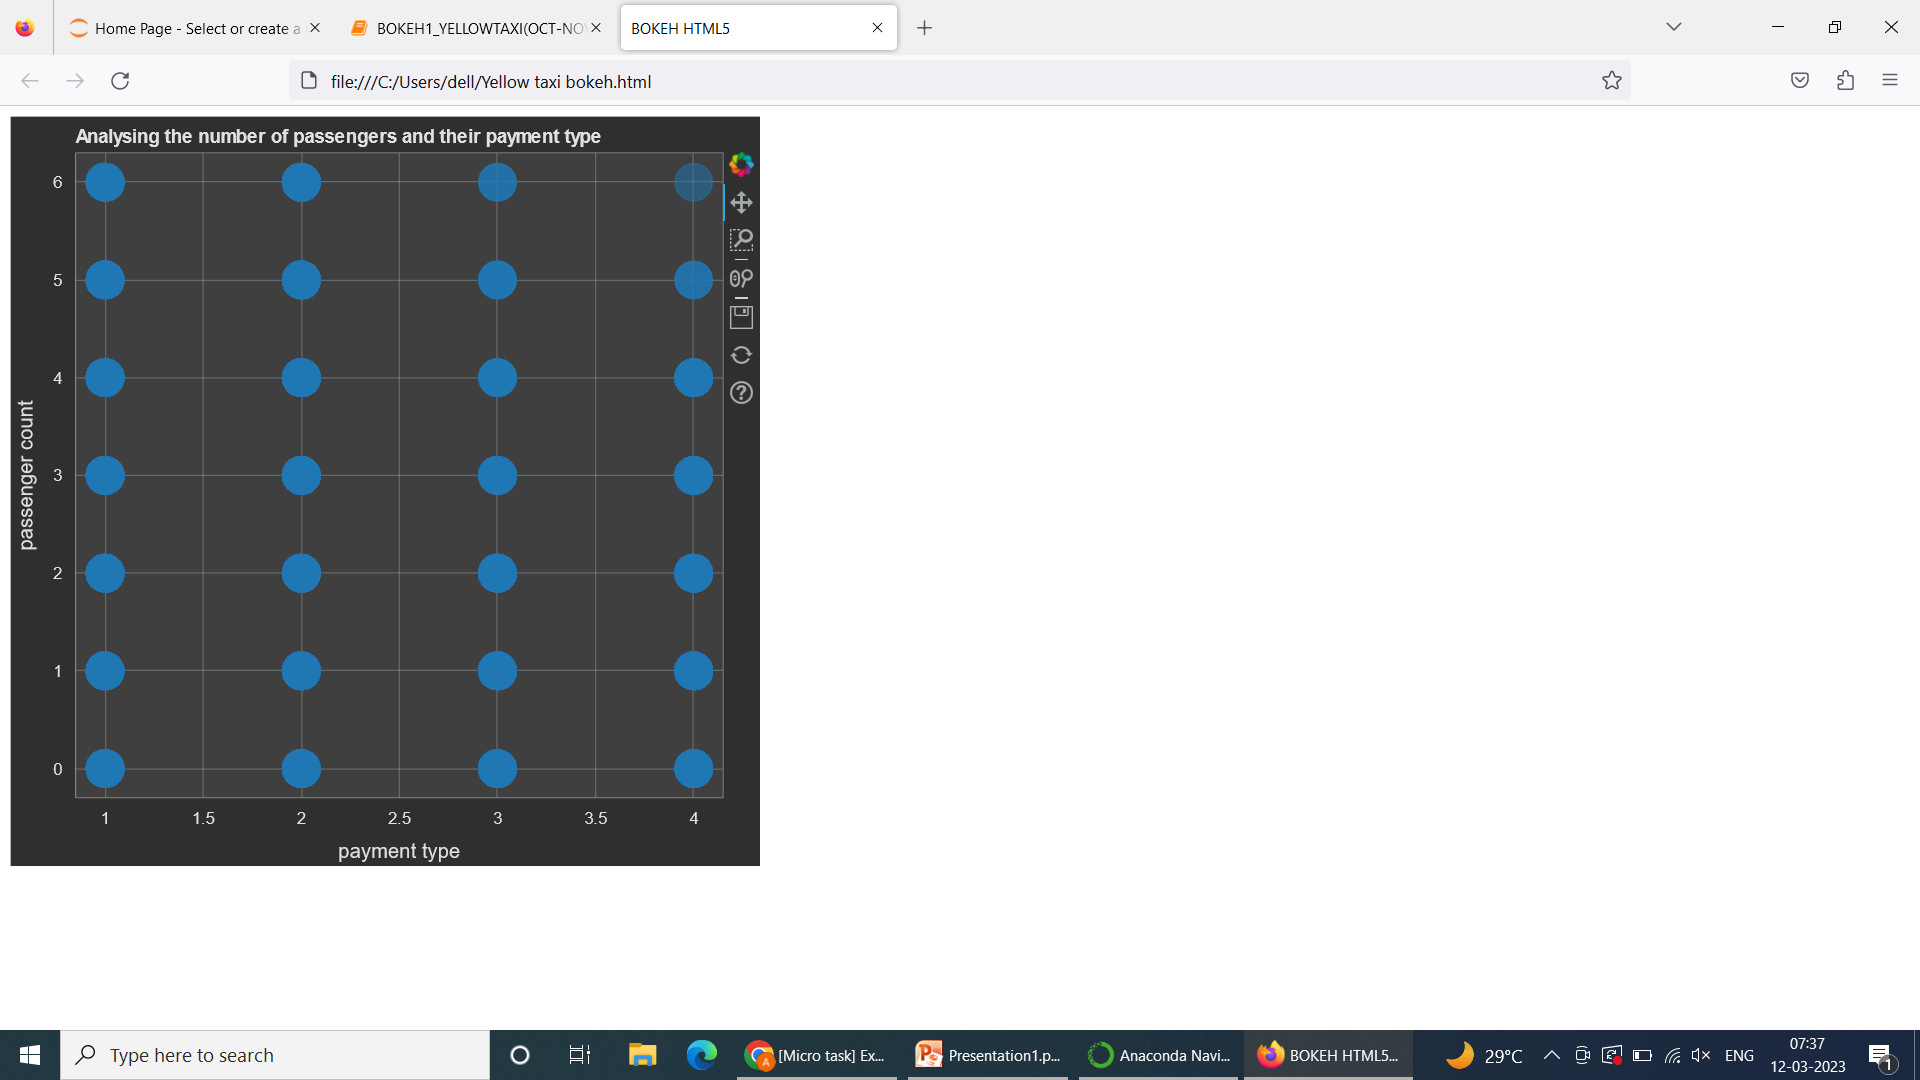 Home Page - Select or create a
BOKEH1_YELLOWTAXI(OCT-NO
BOKEH HTML5
file:///C:/Users/dell/Yellow taxi bokeh.html
Analysing the number of passengers and their payment type
6
5
4
3
2
1
0
passenger count
1 1.5 2 2.5 3 3.5 4
payment type
Type here to search
[Micro task] Ex...
Presentation1.p...
Anaconda Navi...
BOKEH HTML5...
29°C
ENG
07:37
12-03-2023
1